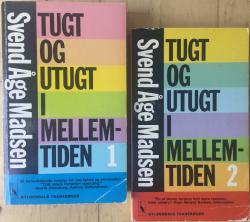 Svend Åge Madsen
TUGT
OG
UTUGT
I
MELLEM-
TIDEN 1
GYLDENDALS TRANEBØGER
Svend Åge Madsen
TUGT
OG
UTUGT
I
MELLEM-
TIDEN 2
GYLDENDALS TRANEBØGER